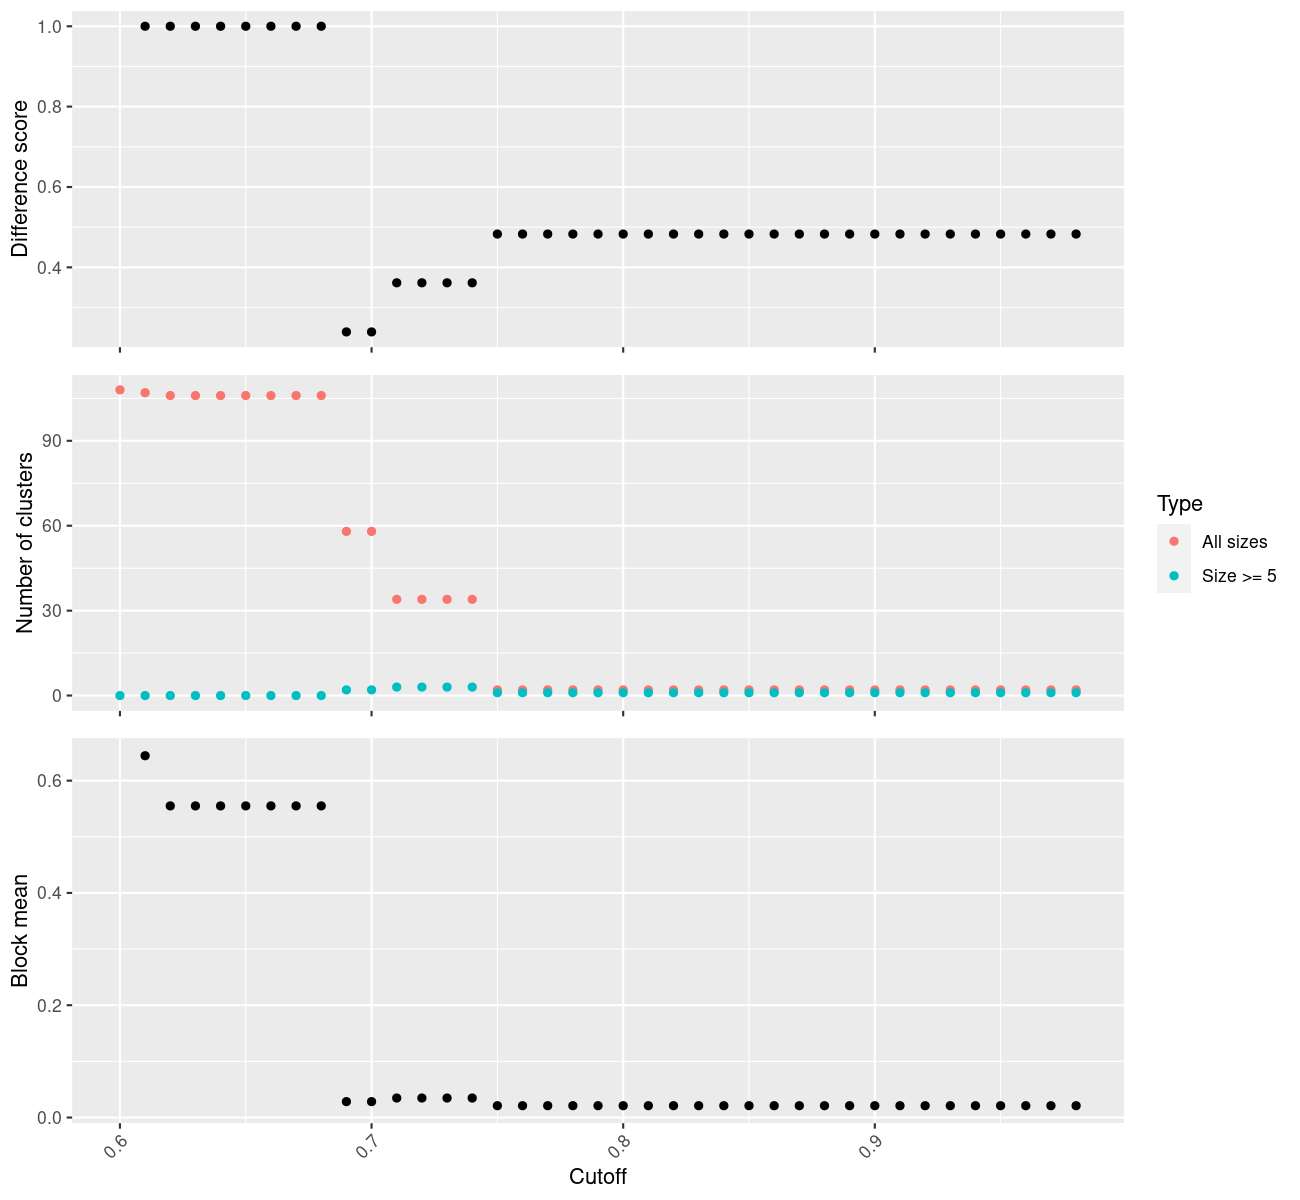 Difference score
1.0
0.8
0.6
0.4
Number of clusters
90
60
30
0
Type
All sizes
Size >= 5
Block mean
0.6
0.4
0.2
0.0
0.6
0.7
0.8
0.9
Cutoff